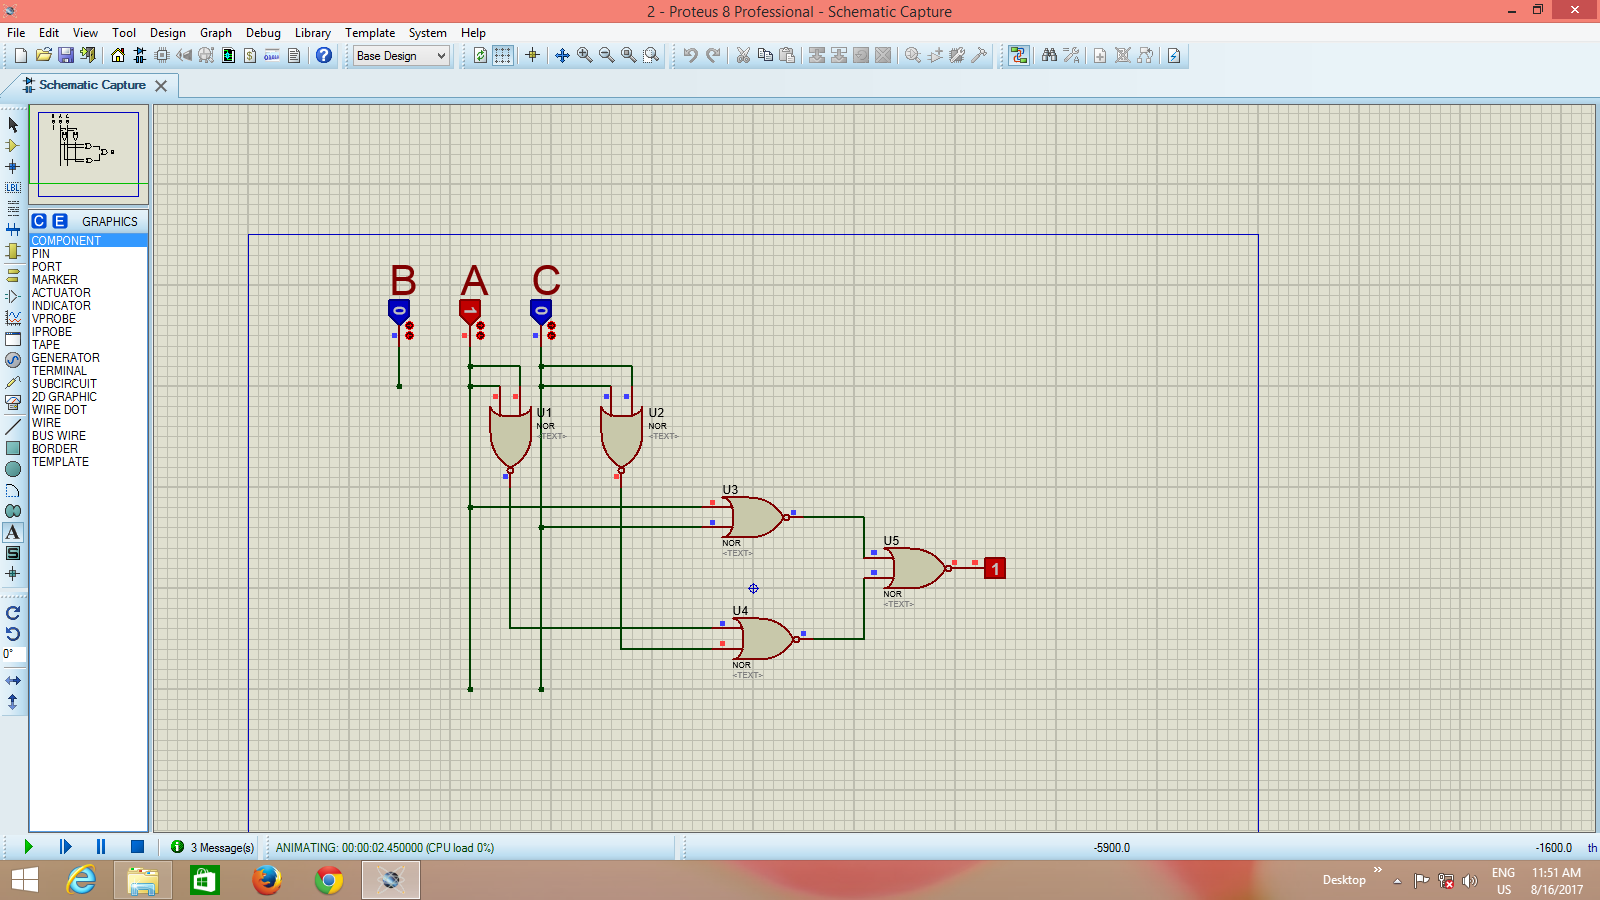 2 - Proteus 8 Professional - Schematic Capture
File Edit View Tool Design Graph Debug Library Template System Help
Base Design
Schematic Capture
LBL
C E GRAPHICS
COMPONENT
PIN
PORT
MARKER
ACTUATOR
INDICATOR
VPROBE
IPROBE
TAPE
GENERATOR
TERMINAL
SUBCIRCUIT
2D GRAPHIC
WIRE DOT
WIRE
BUS WIRE
BORDER
TEMPLATE
A
S
0°
B A C
0 1 0
U1
NOR
<TEXT>
U2
NOR
<TEXT>
U3
NOR
<TEXT>
U5
NOR
<TEXT>
1
U4
NOR
<TEXT>
3 Message(s) ANIMATING: 00:00:02.450000 (CPU load 0%) -5900.0 -1600.0 th
Desktop » ENG 11:51 AM
US 8/16/2017